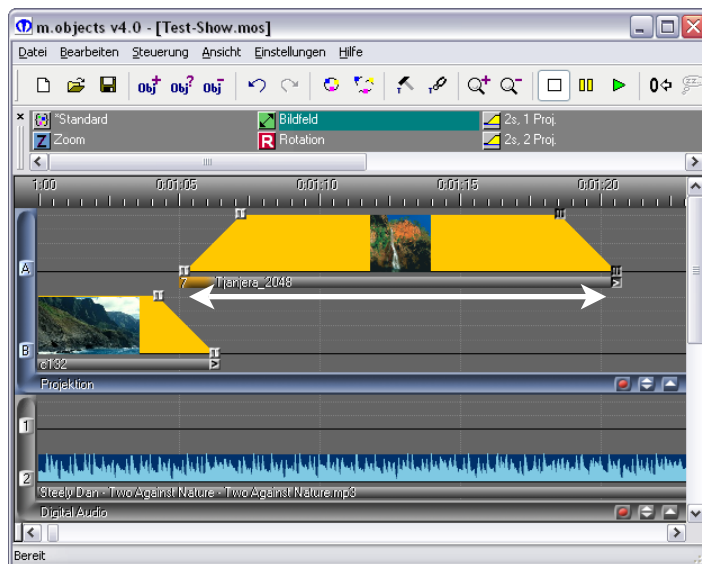 m.objects v4.0 - [Test-Show.mos]
Datei Bearbeiten Steuerung Ansicht Einstellungen Hilfe
obj+ obj? obj- T T Q+ Q- 0
*Standard Bildfeld 2s, 1 Proj.
Z Zoom R Rotation 2s, 2 Proj.
1:00 0:01:05 0:01:10 0:01:15 0:01:20
A
7 Tjanjera_2048
B
c132
Projektion
1
2
Steely Dan - Two Against Nature - Two Against Nature.mp3
Digital Audio
Bereit